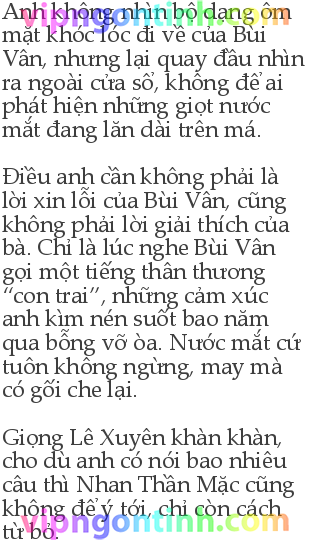 Anh không nhìn bộ dạng ôm
mặt khóc lóc đi về của Bùi
Vân, nhưng lại quay đầu nhìn
ra ngoài cửa sổ, không để ai
phát hiện những giọt nước
mắt đang lăn dài trên má.
Điều anh cần không phải là
lời xin lỗi của Bùi Vân, cũng
không phải lời giải thích của
bà. Chỉ là lúc nghe Bùi Vân
gọi một tiếng thân thương
“con trai”, những cảm xúc
anh kìm nén suốt bao năm
qua bỗng vỡ òa. Nước mắt cứ
tuôn không ngừng, may mà
có gối che lại.
Giọng Lê Xuyên khàn khàn,
cho dù anh có nói bao nhiêu
câu thì Nhan Thần Mặc cũng
không để ý tới, chỉ còn cách
từ bỏ.
vipngontinh.com
vipngontinh.com